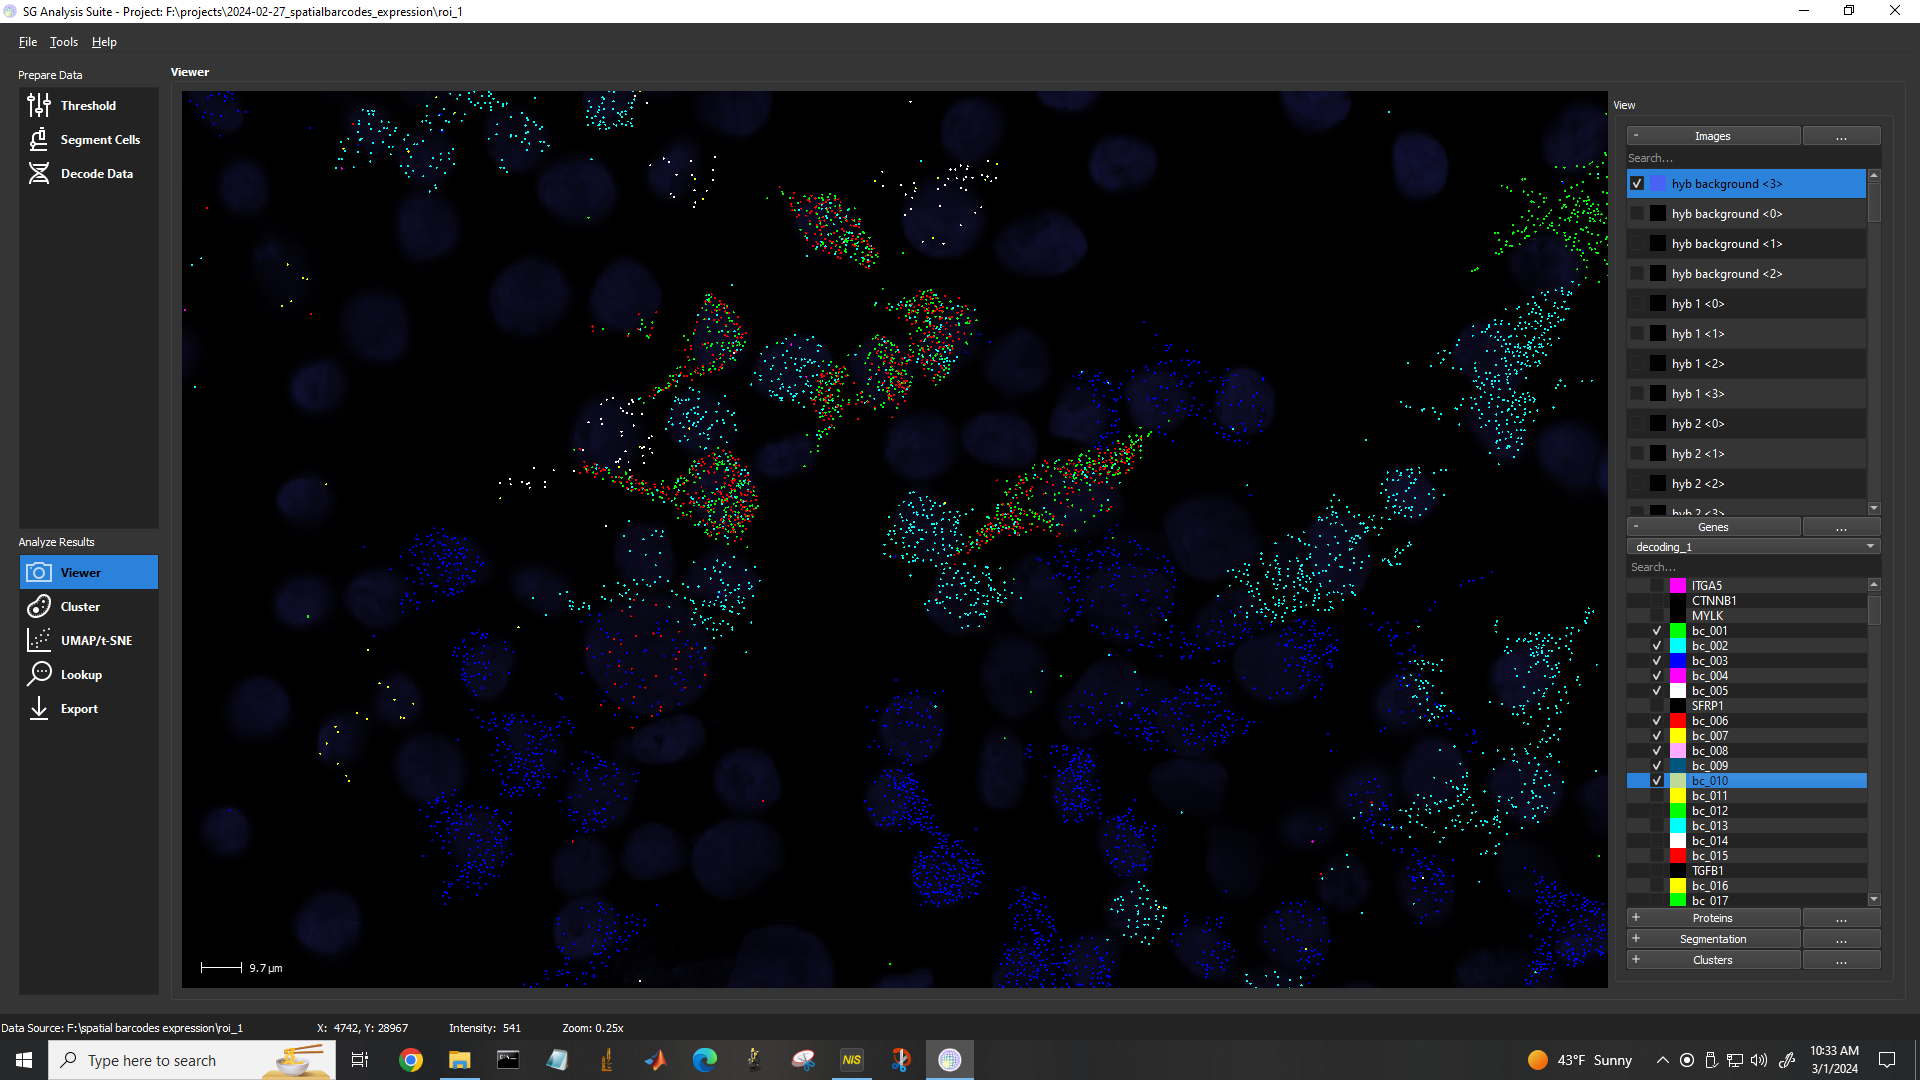 SG Analysis Suite - Project: F:\projects\2024-02-27_spatialbarcodes_expression\roi_1
File Tools Help
Prepare Data
Threshold
Segment Cells
Decode Data
Analyze Results
Viewer
Cluster
UMAP/t-SNE
Lookup
Export
Viewer
9.7 µm
View
- Images ...
Search...
hyb background <3>
hyb background <0>
hyb background <1>
hyb background <2>
hyb 1 <0>
hyb 1 <1>
hyb 1 <2>
hyb 1 <3>
hyb 2 <0>
hyb 2 <1>
hyb 2 <2>
hyb 2 <3>
- Genes ...
decoding_1
Search...
ITGA5
CTNNB1
MYLK
bc_001
bc_002
bc_003
bc_004
bc_005
SFRP1
bc_006
bc_007
bc_008
bc_009
bc_010
bc_011
bc_012
bc_013
bc_014
bc_015
TGFB1
bc_016
bc_017
+ Proteins ...
+ Segmentation ...
+ Clusters ...
Data Source: F:\spatial barcodes expression\roi_1 X: 4742, Y: 28967 Intensity: 541 Zoom: 0.25x
Type here to search
NIS
43°F Sunny
10:33 AM
3/1/2024